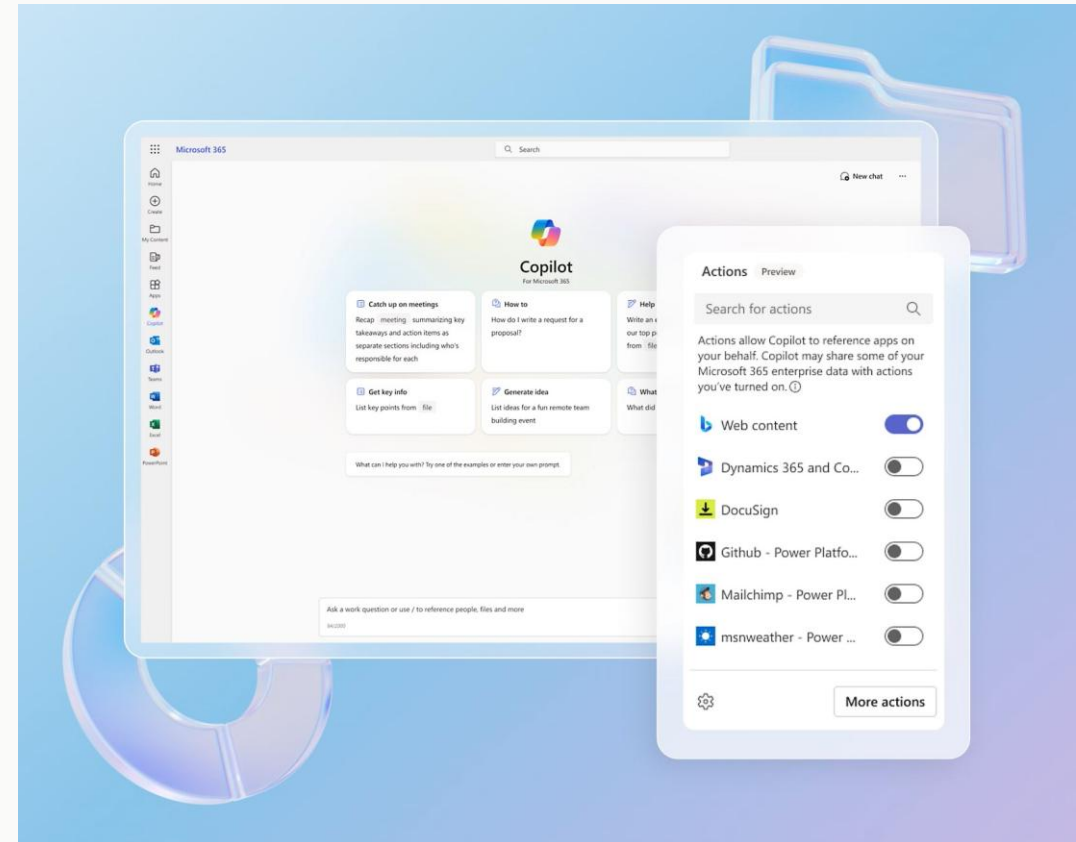 Microsoft 365
Search
Home
Create
My Content
Feed
Apps
Copilot
Outlook
Teams
Word
Excel
PowerPoint
New chat
Copilot
For Microsoft 365
Catch up on meetings
Recap meeting summarizing key
takeaways and action items as
separate sections including who's
responsible for each
How to
How do I write a request for a
proposal?
Help
Write an e
our top p
from file
Get key info
List key points from file
Generate idea
List ideas for a fun remote team
building event
What
What did
What can I help you with? Try one of the examples or enter your own prompt
Ask a work question or use / to reference people, files and more
Actions Preview
Search for actions
Actions allow Copilot to reference apps on
your behalf. Copilot may share some of your
Microsoft 365 enterprise data with actions
you've turned on.
Web content
Dynamics 365 and Co...
DocuSign
Github - Power Platfo...
Mailchimp - Power Pl...
msnweather - Power ...
More actions